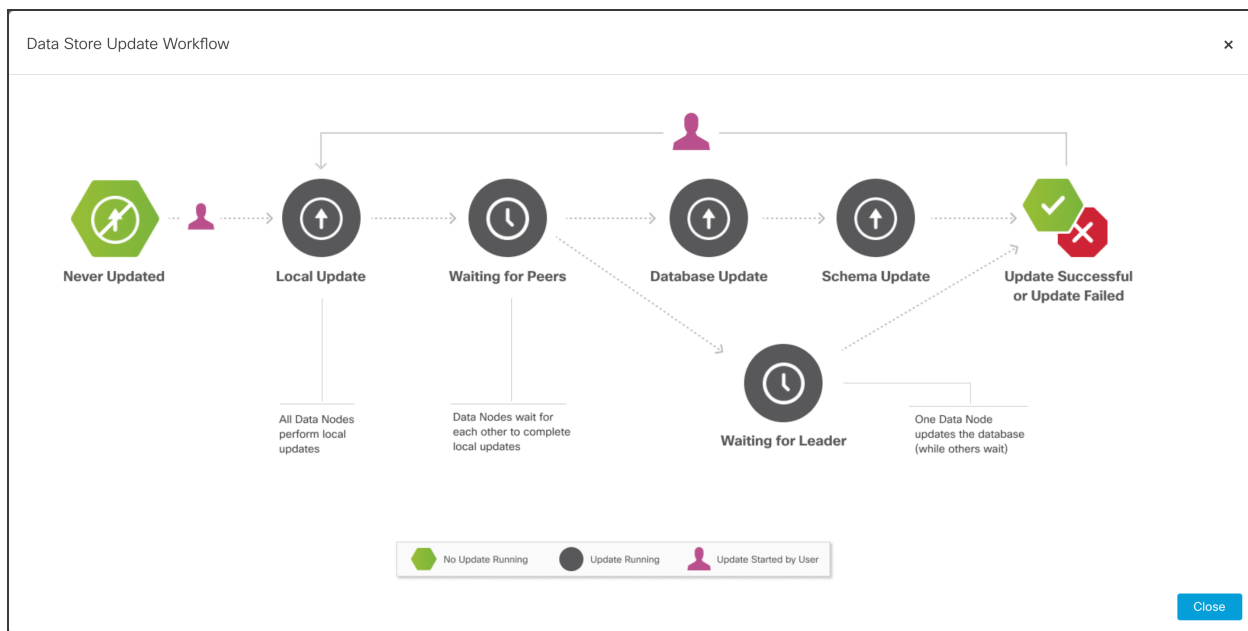 Data Store Update Workflow
Never Updated
Local Update
Waiting for Peers
Database Update
Schema Update
Update Successful
or Update Failed
Waiting for Leader
All Data Nodes
perform local
updates
Data Nodes wait for
each other to complete
local updates
One Data Node
updates the database
(while others wait)
No Update Running
Update Running
Update Started by User
Close